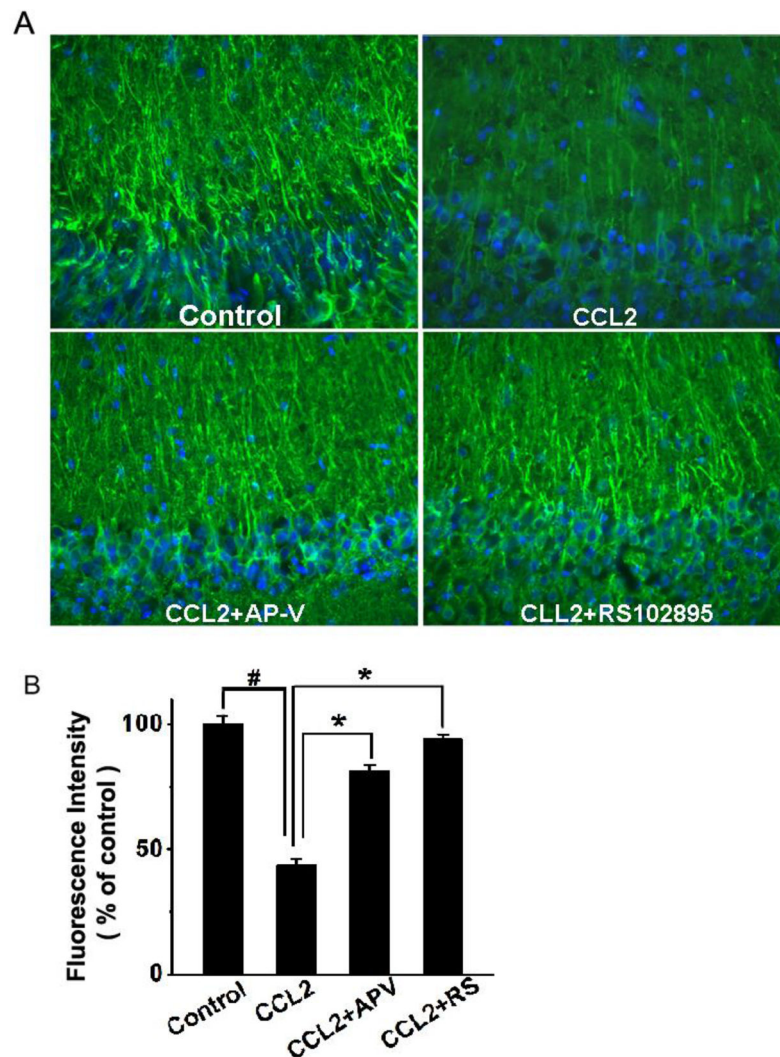 A
Control
CCL2
CCL2+AP-V
CLL2+RS102895
B
Fluorescence Intensity
( % of control )
100
50
0
#
*
*
Control
CCL2
CCL2+APV
CCL2+RS